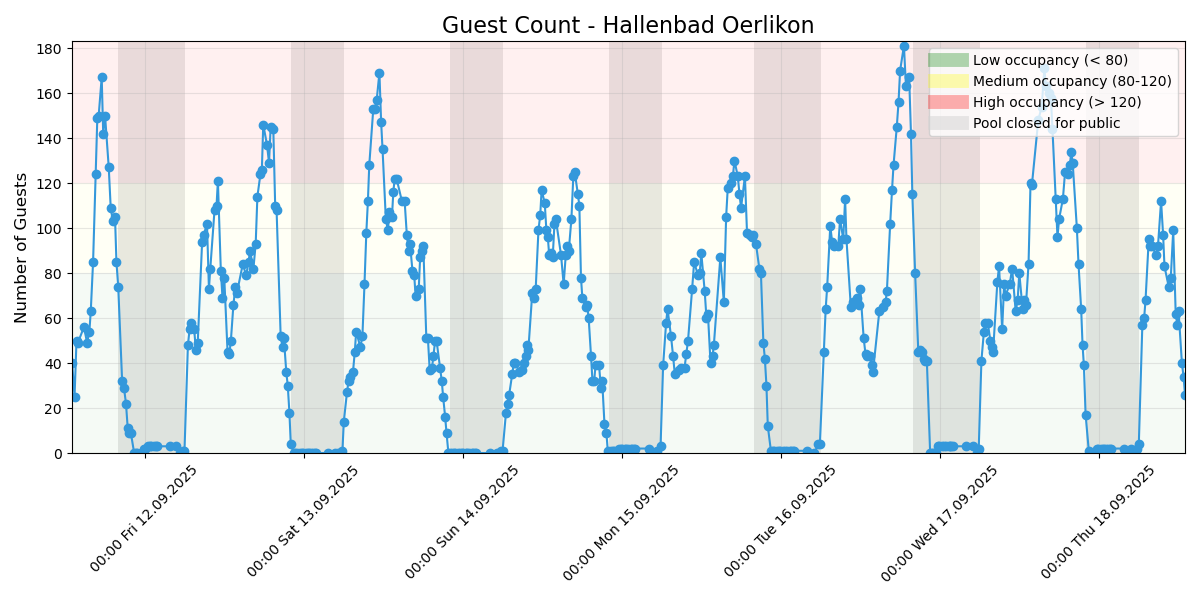 Guest Count - Hallenbad Oerlikon
Low occupancy (< 80)
Medium occupancy (80-120)
High occupancy (> 120)
Pool closed for public
Number of Guests
180
160
140
120
100
80
60
40
20
0
00:00 Fri 12.09.2025
00:00 Sat 13.09.2025
00:00 Sun 14.09.2025
00:00 Mon 15.09.2025
00:00 Tue 16.09.2025
00:00 Wed 17.09.2025
00:00 Thu 18.09.2025